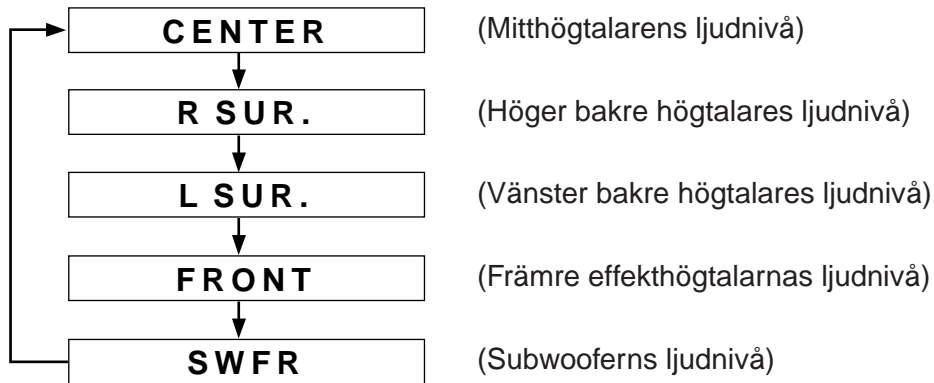 CENTER (Mitthögtalarens ljudnivå)
R SUR. (Höger bakre högtalares ljudnivå)
L SUR. (Vänster bakre högtalares ljudnivå)
FRONT (Främre effekthögtalarnas ljudnivå)
SWFR (Subwooferns ljudnivå)